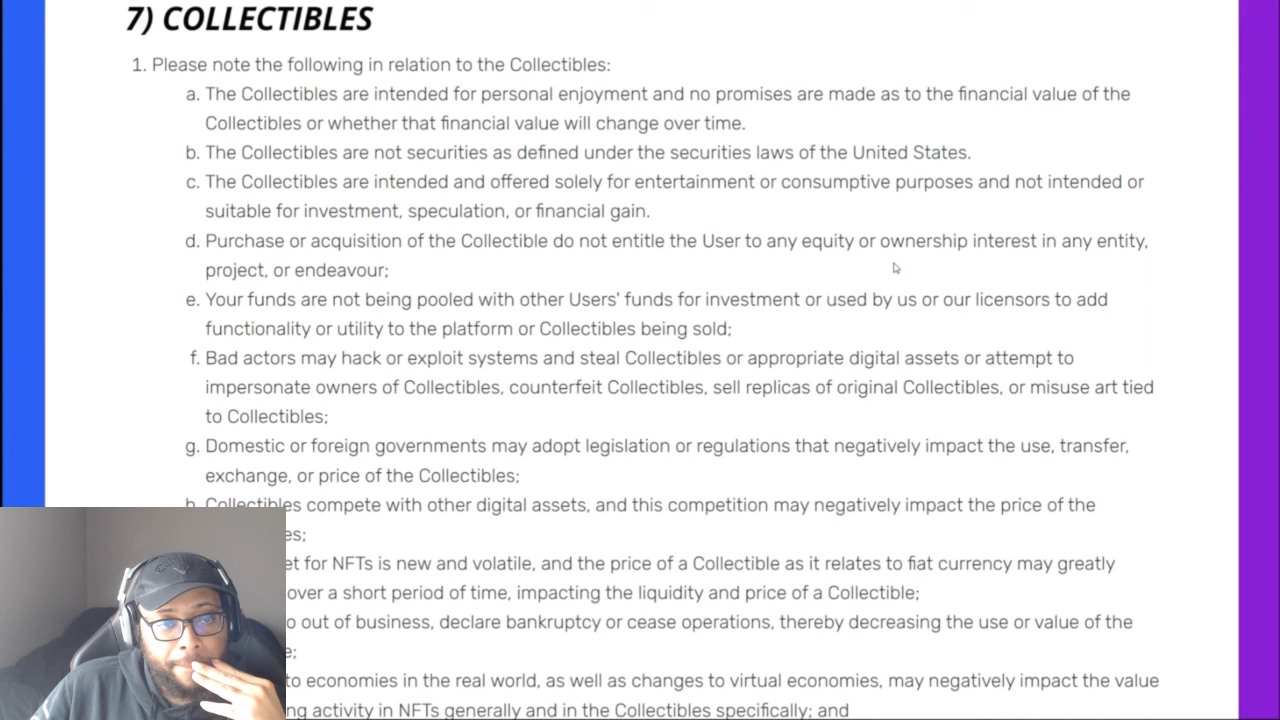 7) COLLECTIBLES
1. Please note the following in relation to the Collectibles:
a. The Collectibles are intended for personal enjoyment and no promises are made as to the financial value of the
Collectibles or whether that financial value will change over time.
b. The Collectibles are not securities as defined under the securities laws of the United States.
c. The Collectibles are intended and offered solely for entertainment or consumptive purposes and not intended or
suitable for investment, speculation, or financial gain.
d. Purchase or acquisition of the Collectible do not entitle the User to any equity or ownership interest in any entity,
project, or endeavour;
e. Your funds are not being pooled with other Users' funds for investment or used by us or our licensors to add
functionality or utility to the platform or Collectibles being sold;
f. Bad actors may hack or exploit systems and steal Collectibles or appropriate digital assets or attempt to
impersonate owners of Collectibles, counterfeit Collectibles, sell replicas of original Collectibles, or misuse art tied
to Collectibles;
g. Domestic or foreign governments may adopt legislation or regulations that negatively impact the use, transfer,
exchange, or price of the Collectibles;
h. Collectibles compete with other digital assets, and this competition may negatively impact the price of the
es;
et for NFTs is new and volatile, and the price of a Collectible as it relates to fiat currency may greatly
over a short period of time, impacting the liquidity and price of a Collectible;
o out of business, declare bankruptcy or cease operations, thereby decreasing the use or value of the
e;
to economies in the real world, as well as changes to virtual economies, may negatively impact the value
ng activity in NFTs generally and in the Collectibles specifically; and